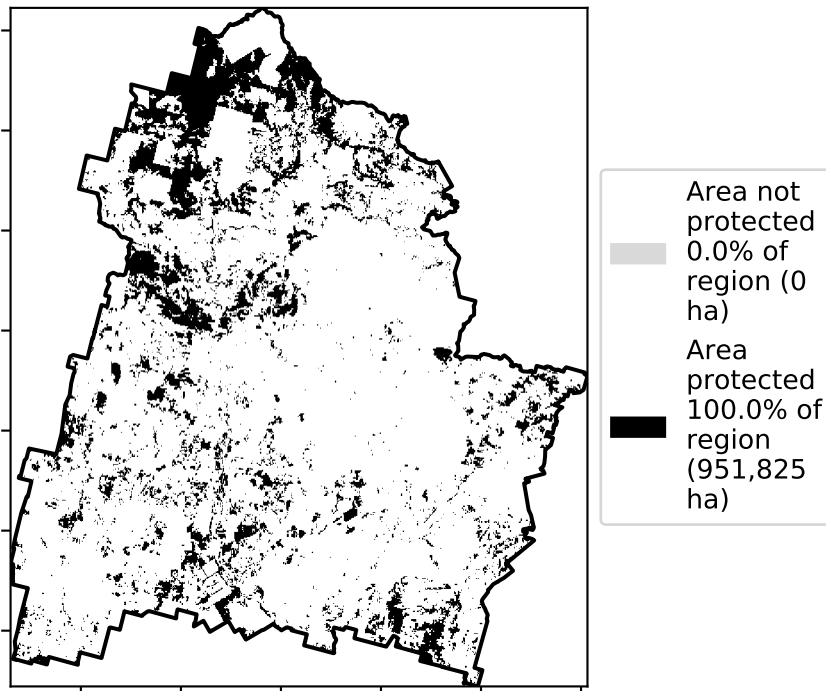 Area not
protected
0.0% of
region (0
ha)
Area
protected
100.0% of
region
(951,825
ha)